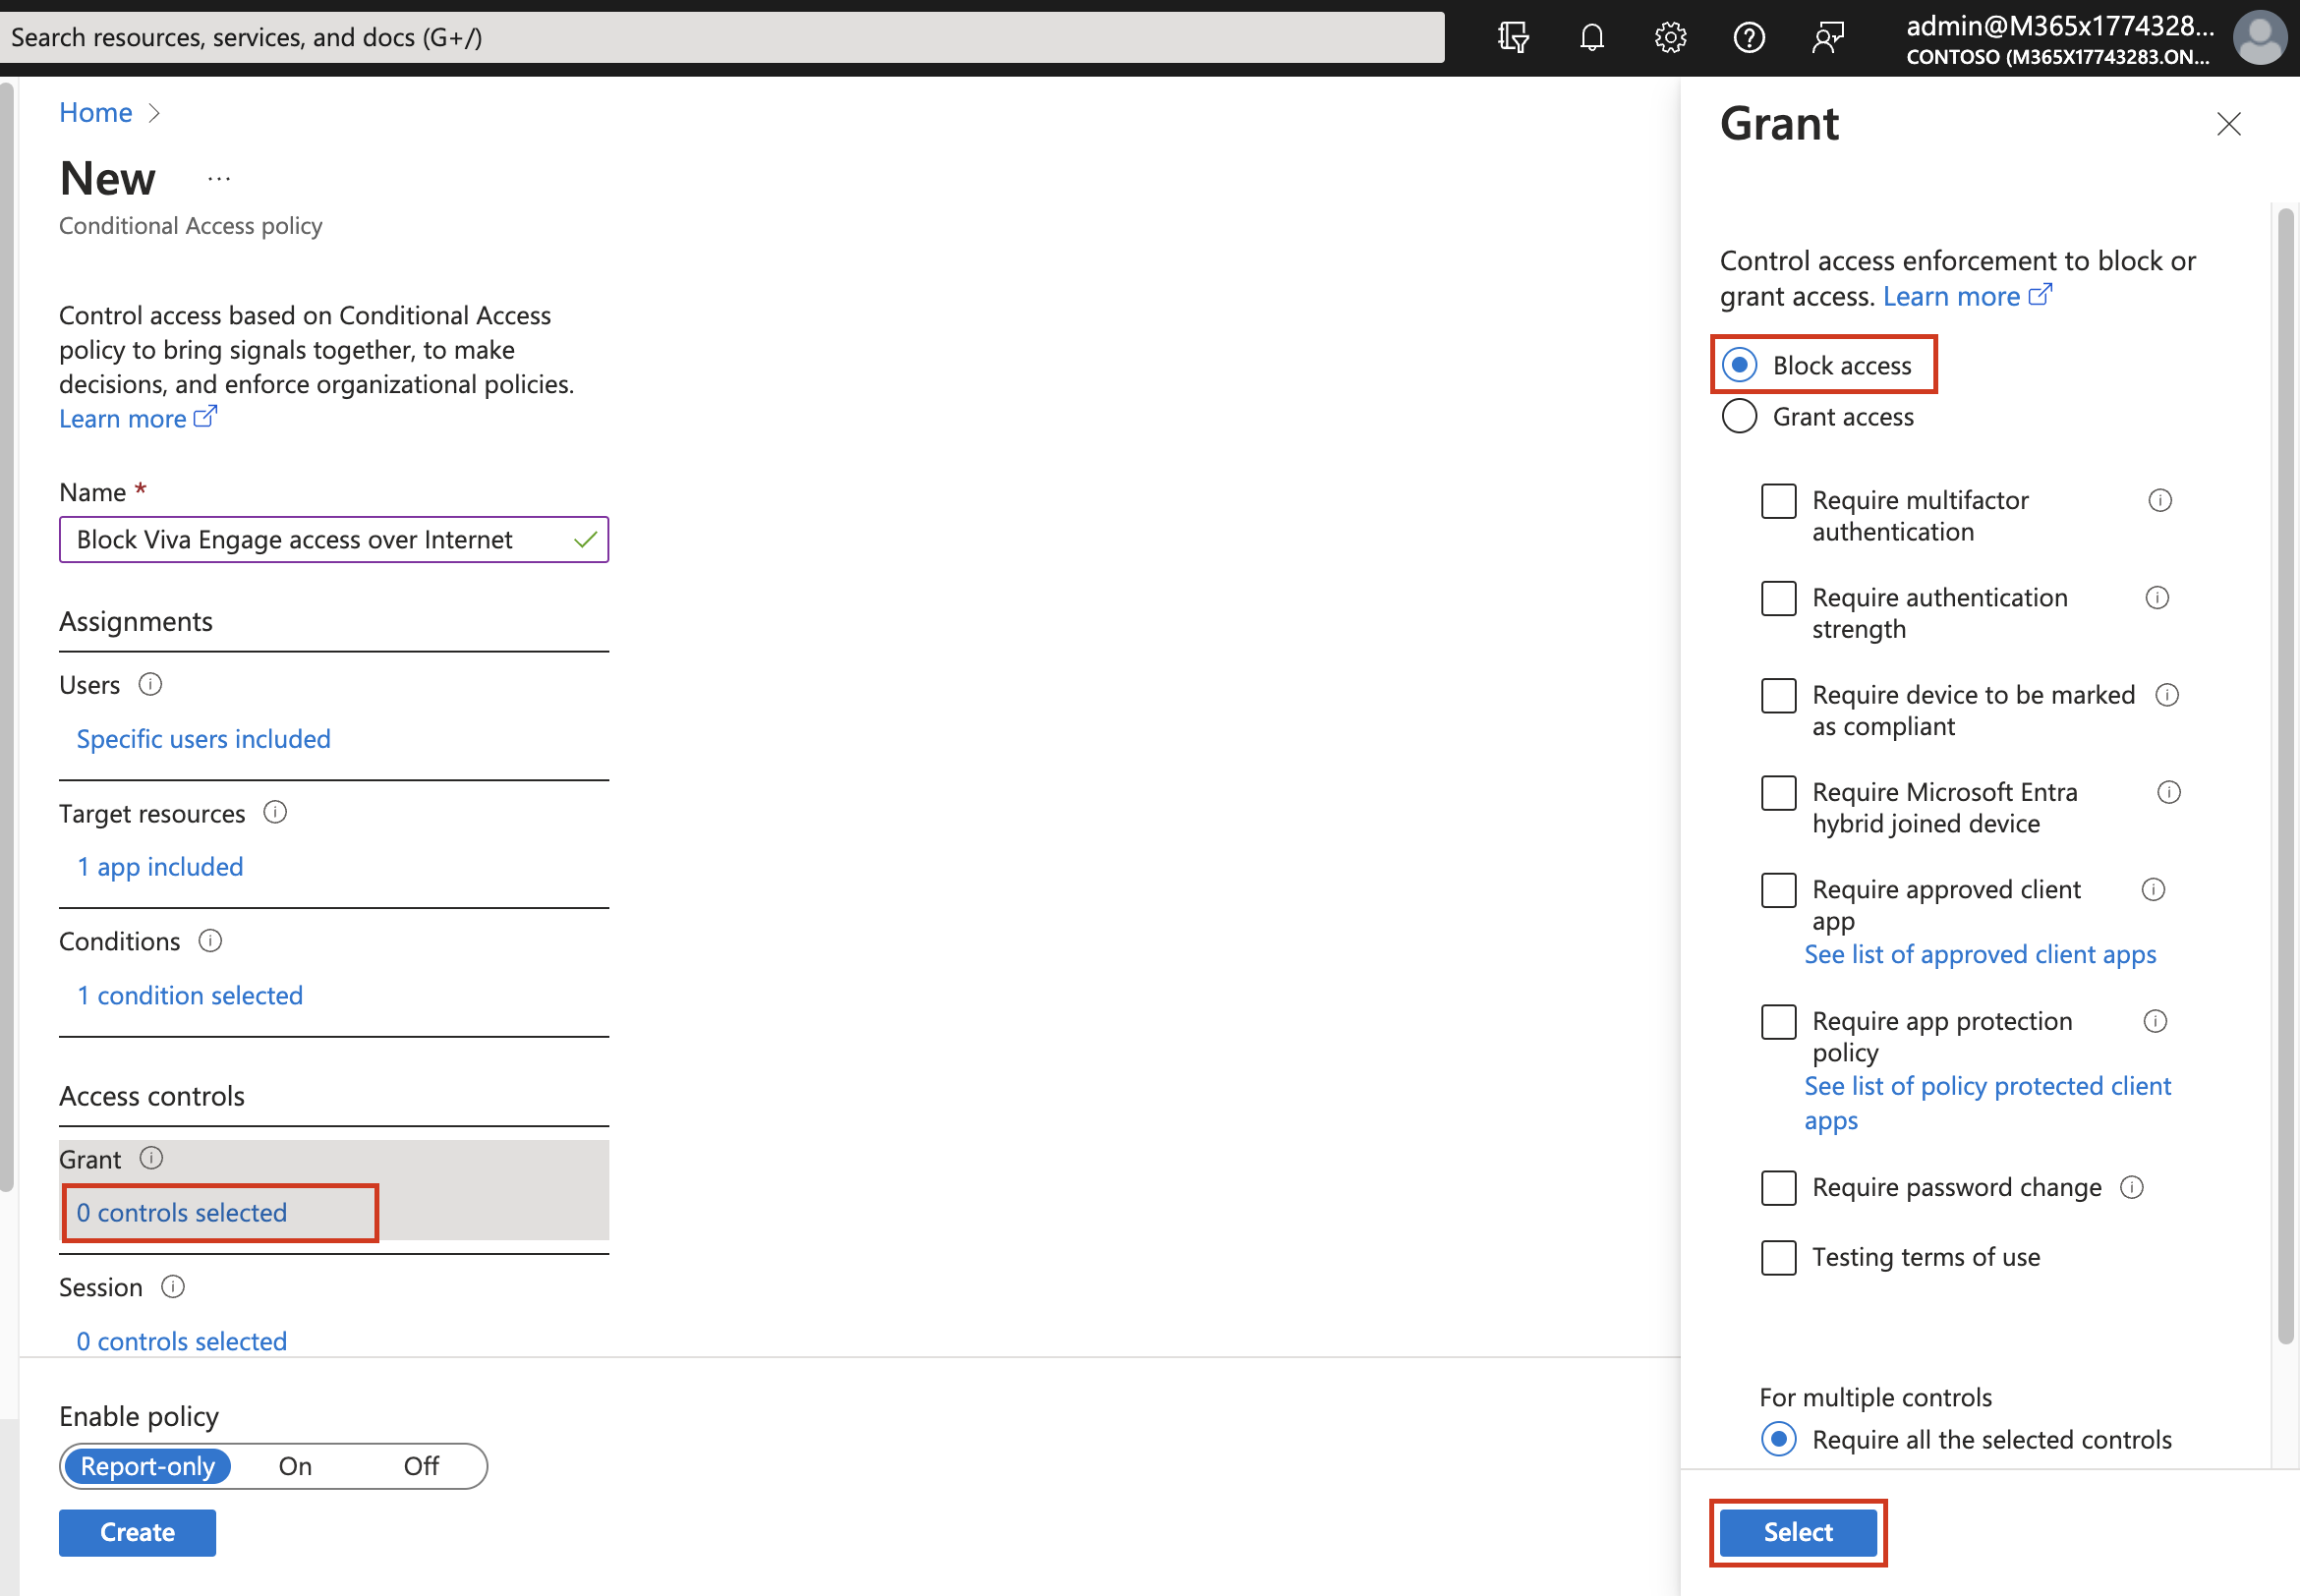 Search resources, services, and docs (G+/)
admin@M365x1774328...
CONTOSO (M365X17743283.ON...
Home
New
...
Conditional Access policy
Control access based on Conditional Access
policy to bring signals together, to make
decisions, and enforce organizational policies.
Learn more
Name *
Block Viva Engage access over Internet
Assignments
Users
Specific users included
Target resources
1 app included
Conditions
1 condition selected
Access controls
Grant
0 controls selected
Session
0 controls selected
Enable policy
Report-only On Off
Create
Grant
Control access enforcement to block or
grant access. Learn more
Block access
Grant access
Require multifactor
authentication
Require authentication
strength
Require device to be marked
as compliant
Require Microsoft Entra
hybrid joined device
Require approved client
app
See list of approved client apps
Require app protection
policy
See list of policy protected client
apps
Require password change
Testing terms of use
For multiple controls
Require all the selected controls
Select